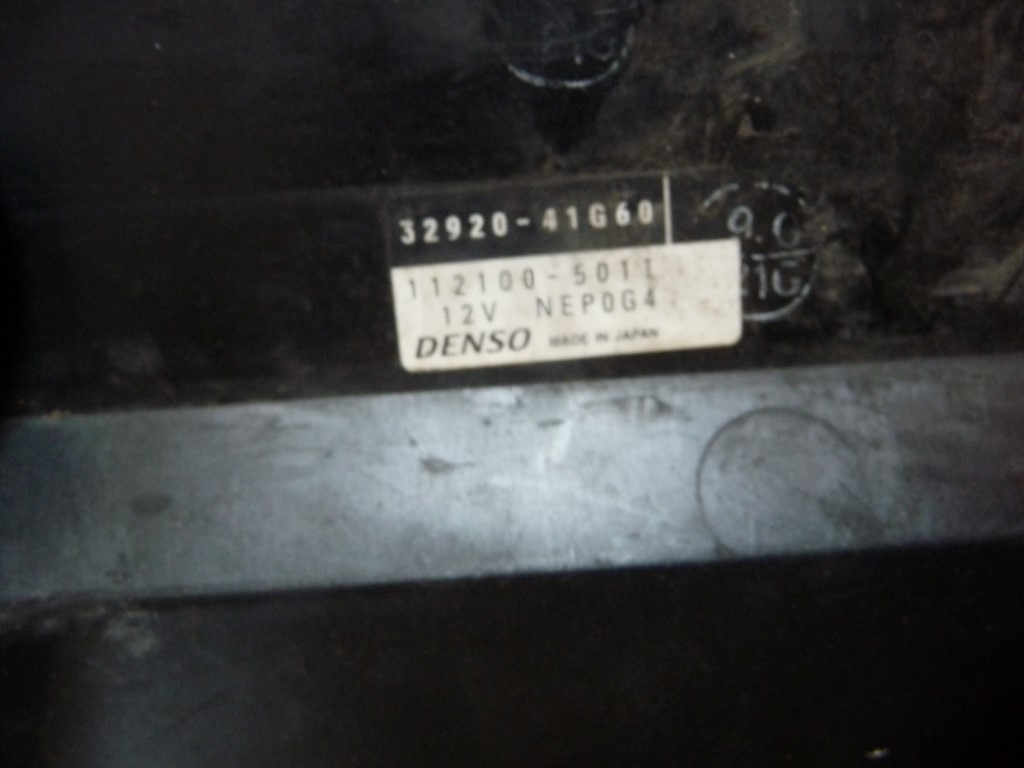 32920-41G60
112100-5011
12V NEP0G4
DENSO MADE IN JAPAN